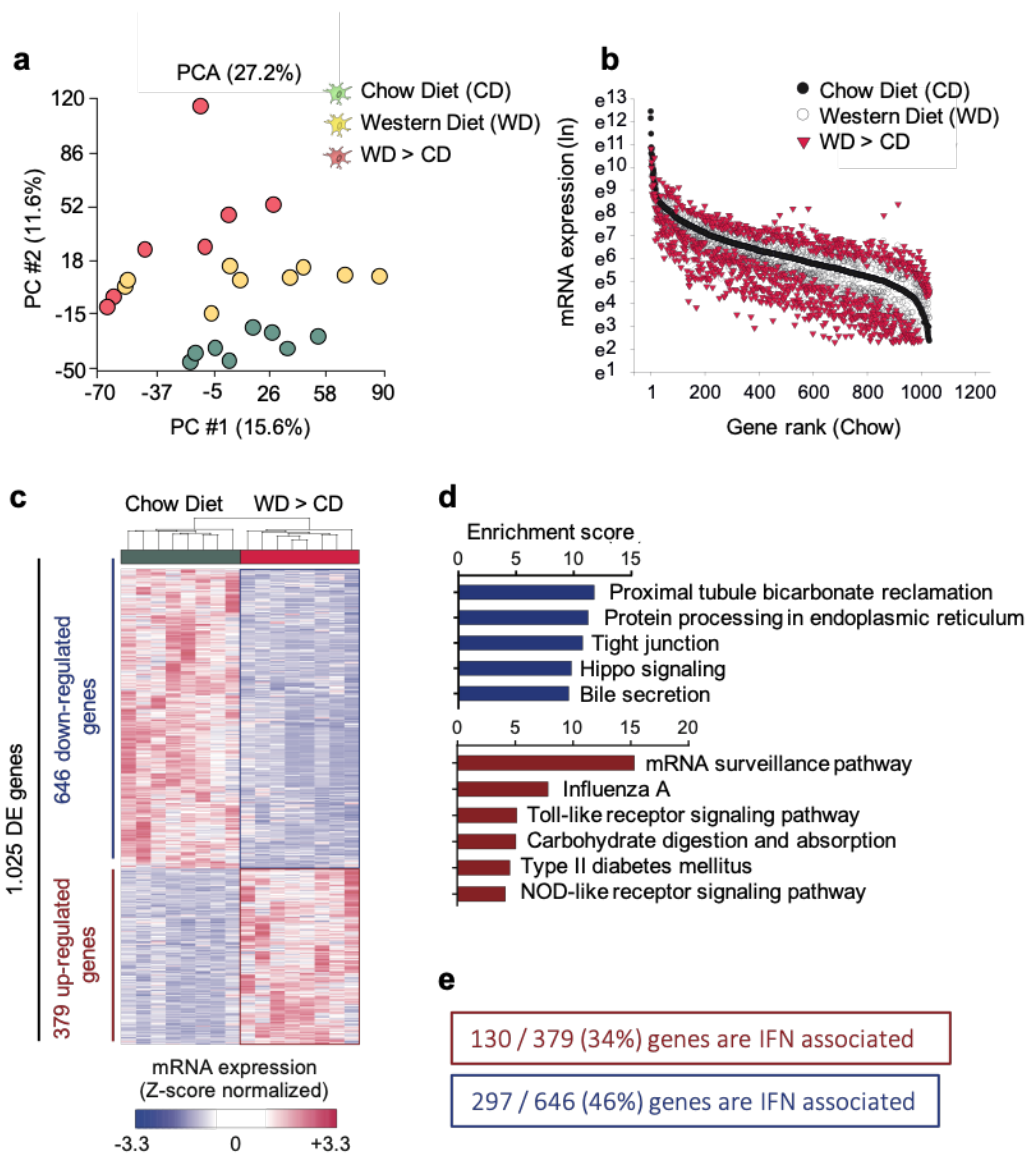 a
PCA (27.2%)
Chow Diet (CD)
Western Diet (WD)
WD > CD
120
86
52
18
-15
-50
PC #2 (11.6%)
-70 -37 -5 26 58 90
PC #1 (15.6%)
b
Chow Diet (CD)
Western Diet (WD)
WD > CD
e13
e12
e11
e10
e9
e8
e7
e6
e5
e4
e3
e2
e1
mRNA expression (ln)
1 200 400 600 800 1000 1200
Gene rank (Chow)
c
Chow Diet WD > CD
1.025 DE genes
646 down-regulated
genes
379 up-regulated
genes
mRNA expression
(Z-score normalized)
-3.3 0 +3.3
d
Enrichment score
0 5 10 15
Proximal tubule bicarbonate reclamation
Protein processing in endoplasmic reticulum
Tight junction
Hippo signaling
Bile secretion
0 5 10 15 20
mRNA surveillance pathway
Influenza A
Toll-like receptor signaling pathway
Carbohydrate digestion and absorption
Type II diabetes mellitus
NOD-like receptor signaling pathway
e
130 / 379 (34%) genes are IFN associated
297 / 646 (46%) genes are IFN associated